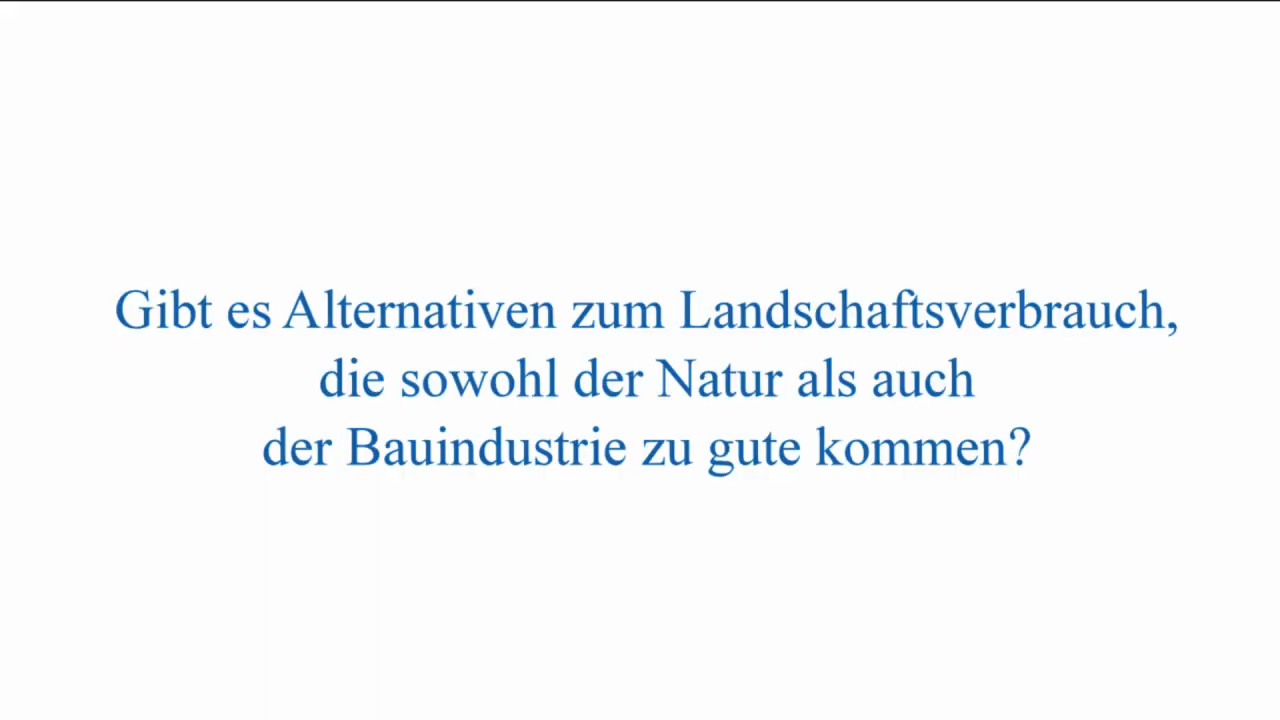 Gibt es Alternativen zum Landschaftsverbrauch,
die sowohl der Natur als auch
der Bauindustrie zu gute kommen?